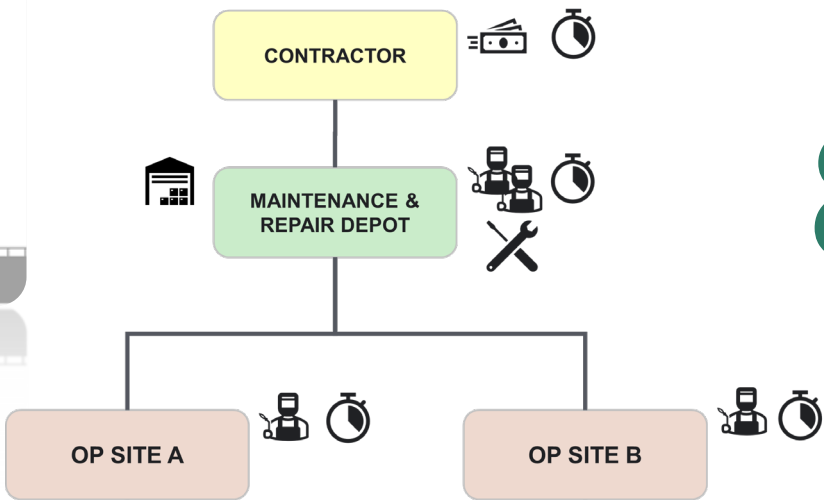 CONTRACTOR
MAINTENANCE &
REPAIR DEPOT
OP SITE A
OP SITE B